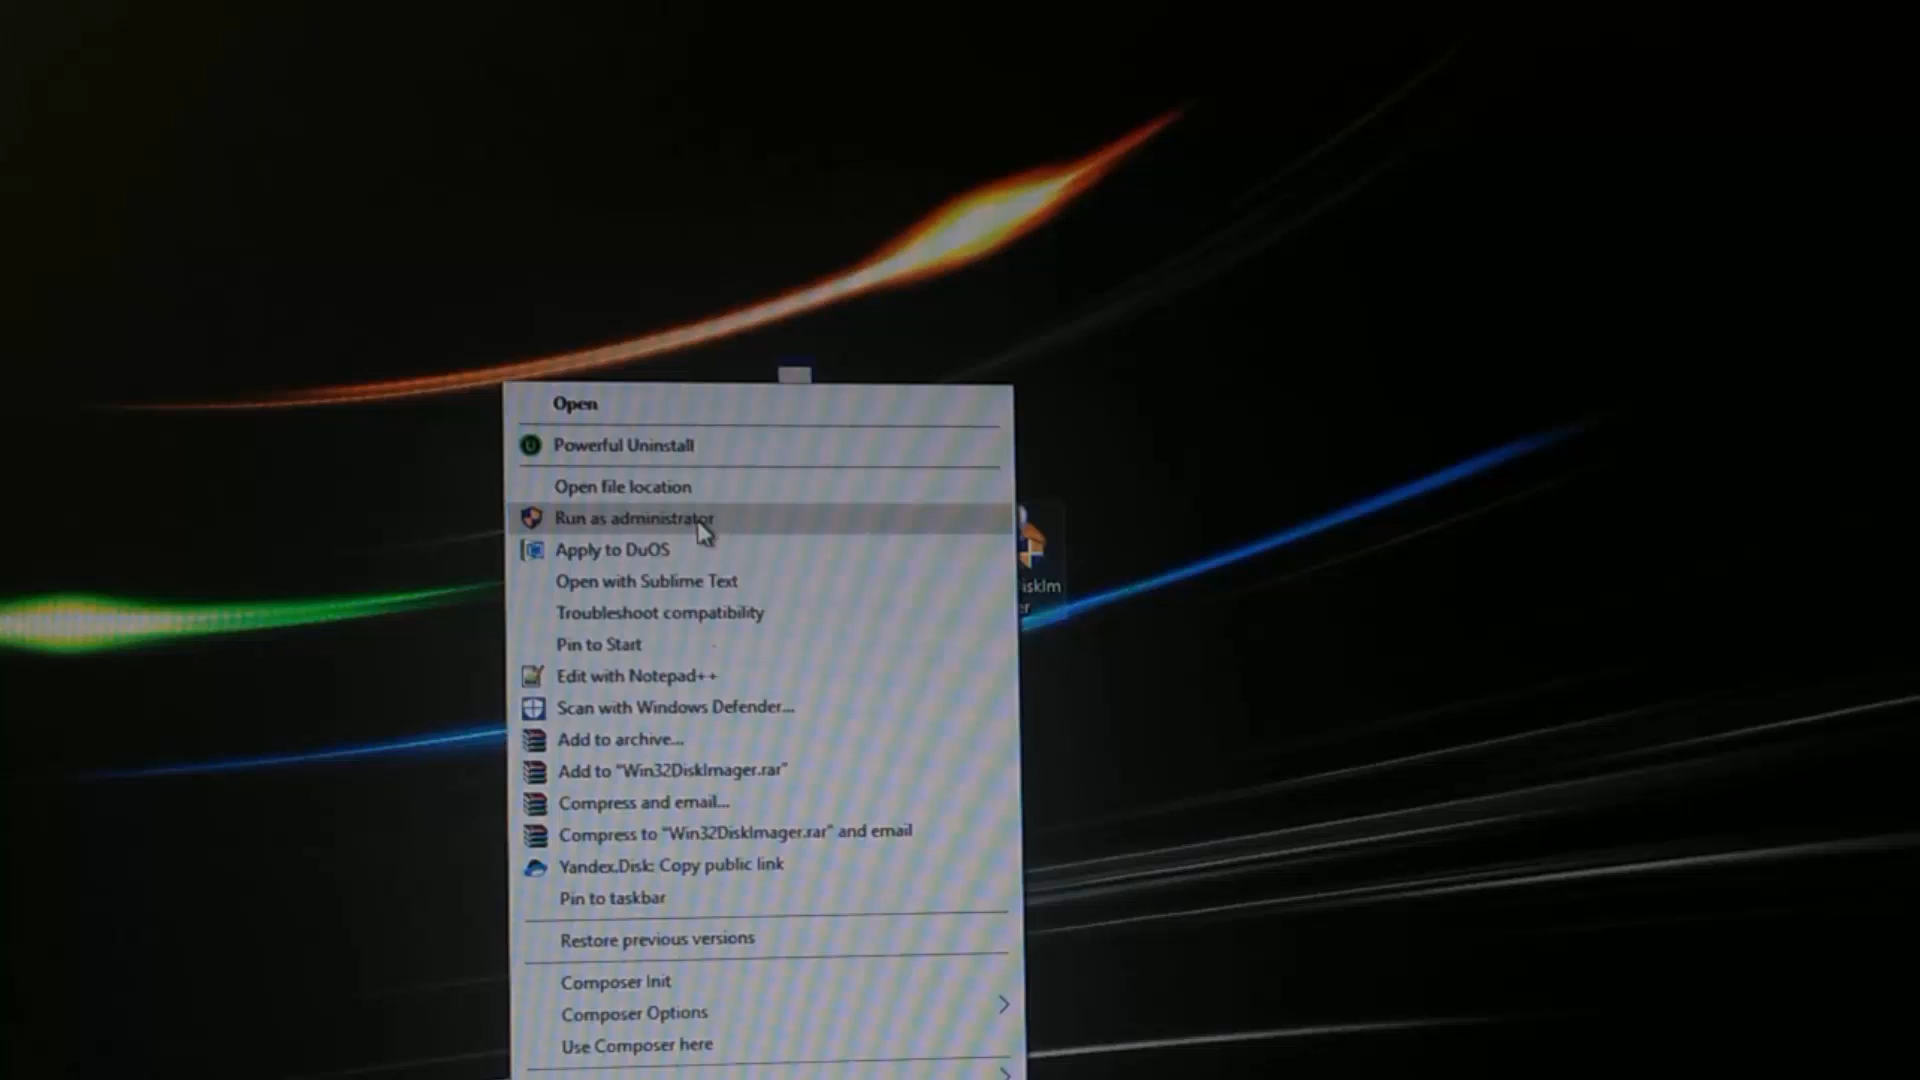 Open
Powerful Uninstall
Open file location
Run as administrator
Apply to DuOS
Open with Sublime Text
Troubleshoot compatibility
Pin to Start
Edit with Notepad++
Scan with Windows Defender...
Add to archive...
Add to "Win32DiskImager.rar"
Compress and email...
Compress to "Win32DiskImager.rar" and email
Yandex.Disk: Copy public link
Pin to taskbar
Restore previous versions
Composer Init
Composer Options
Use Composer here
iskIm
er